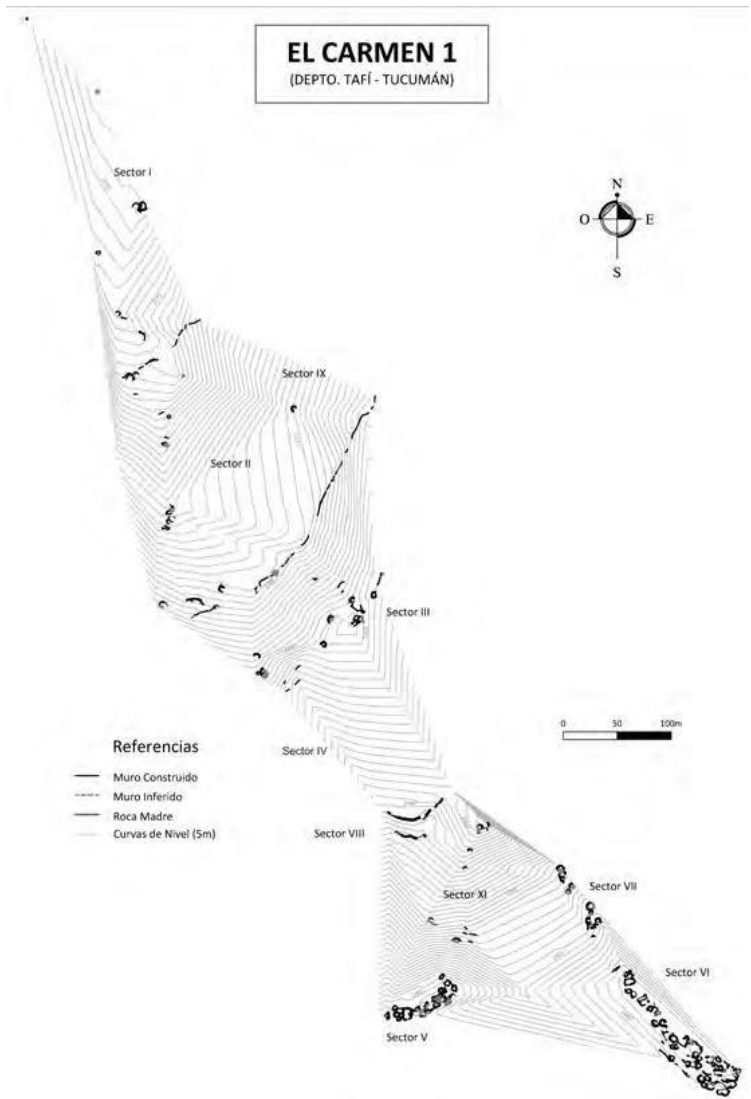 EL CARMEN 1
(DEPTO. TAFÍ - TUCUMÁN)
Sector I
N
O
E
S
Sector IX
Sector II
Sector III
0
50
100m
Referencias
Muro Construido
Muro Inferido
Roca Madre
Curvas de Nivel (5m)
Sector IV
Sector VIII
Sector VII
Sector XI
Sector VI
Sector V